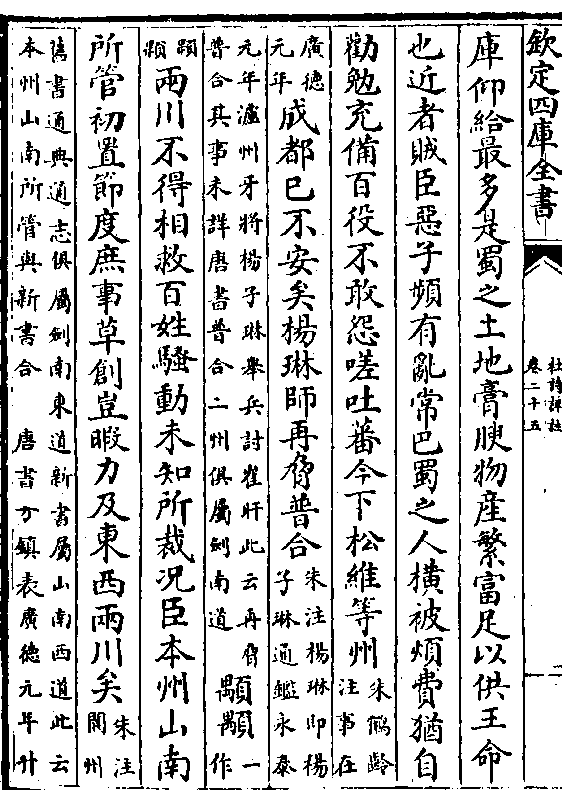 欽定四庫全書
杜詩詳註
卷二十五
庫仰給最多是蜀之土地膏腴物産繁富足以供王命
也近者賊臣惡子頻有亂常巴蜀之人橫被煩費猶自
勸勉充備百役不敢怨嗟吐蕃今下松維等州朱鶴齡注事在
廣德元年成都已不安矣楊琳師再脅普合朱注楊琳即楊子琳通鑑永泰
元年瀘州牙將楊子琳舉兵討崔旰此云再脅普合其事未詳唐書普合二州俱屬劍南道顒顒一作
兩川不得相救百姓騷動未知所裁况臣本州山南
所管初置節度庶事草創豈暇力及東西兩川矣朱注閬州
舊書通典通志俱屬劍南東道新書屬山南西道此云本州山南所管與新書合 唐書方鎮表廣德元年升